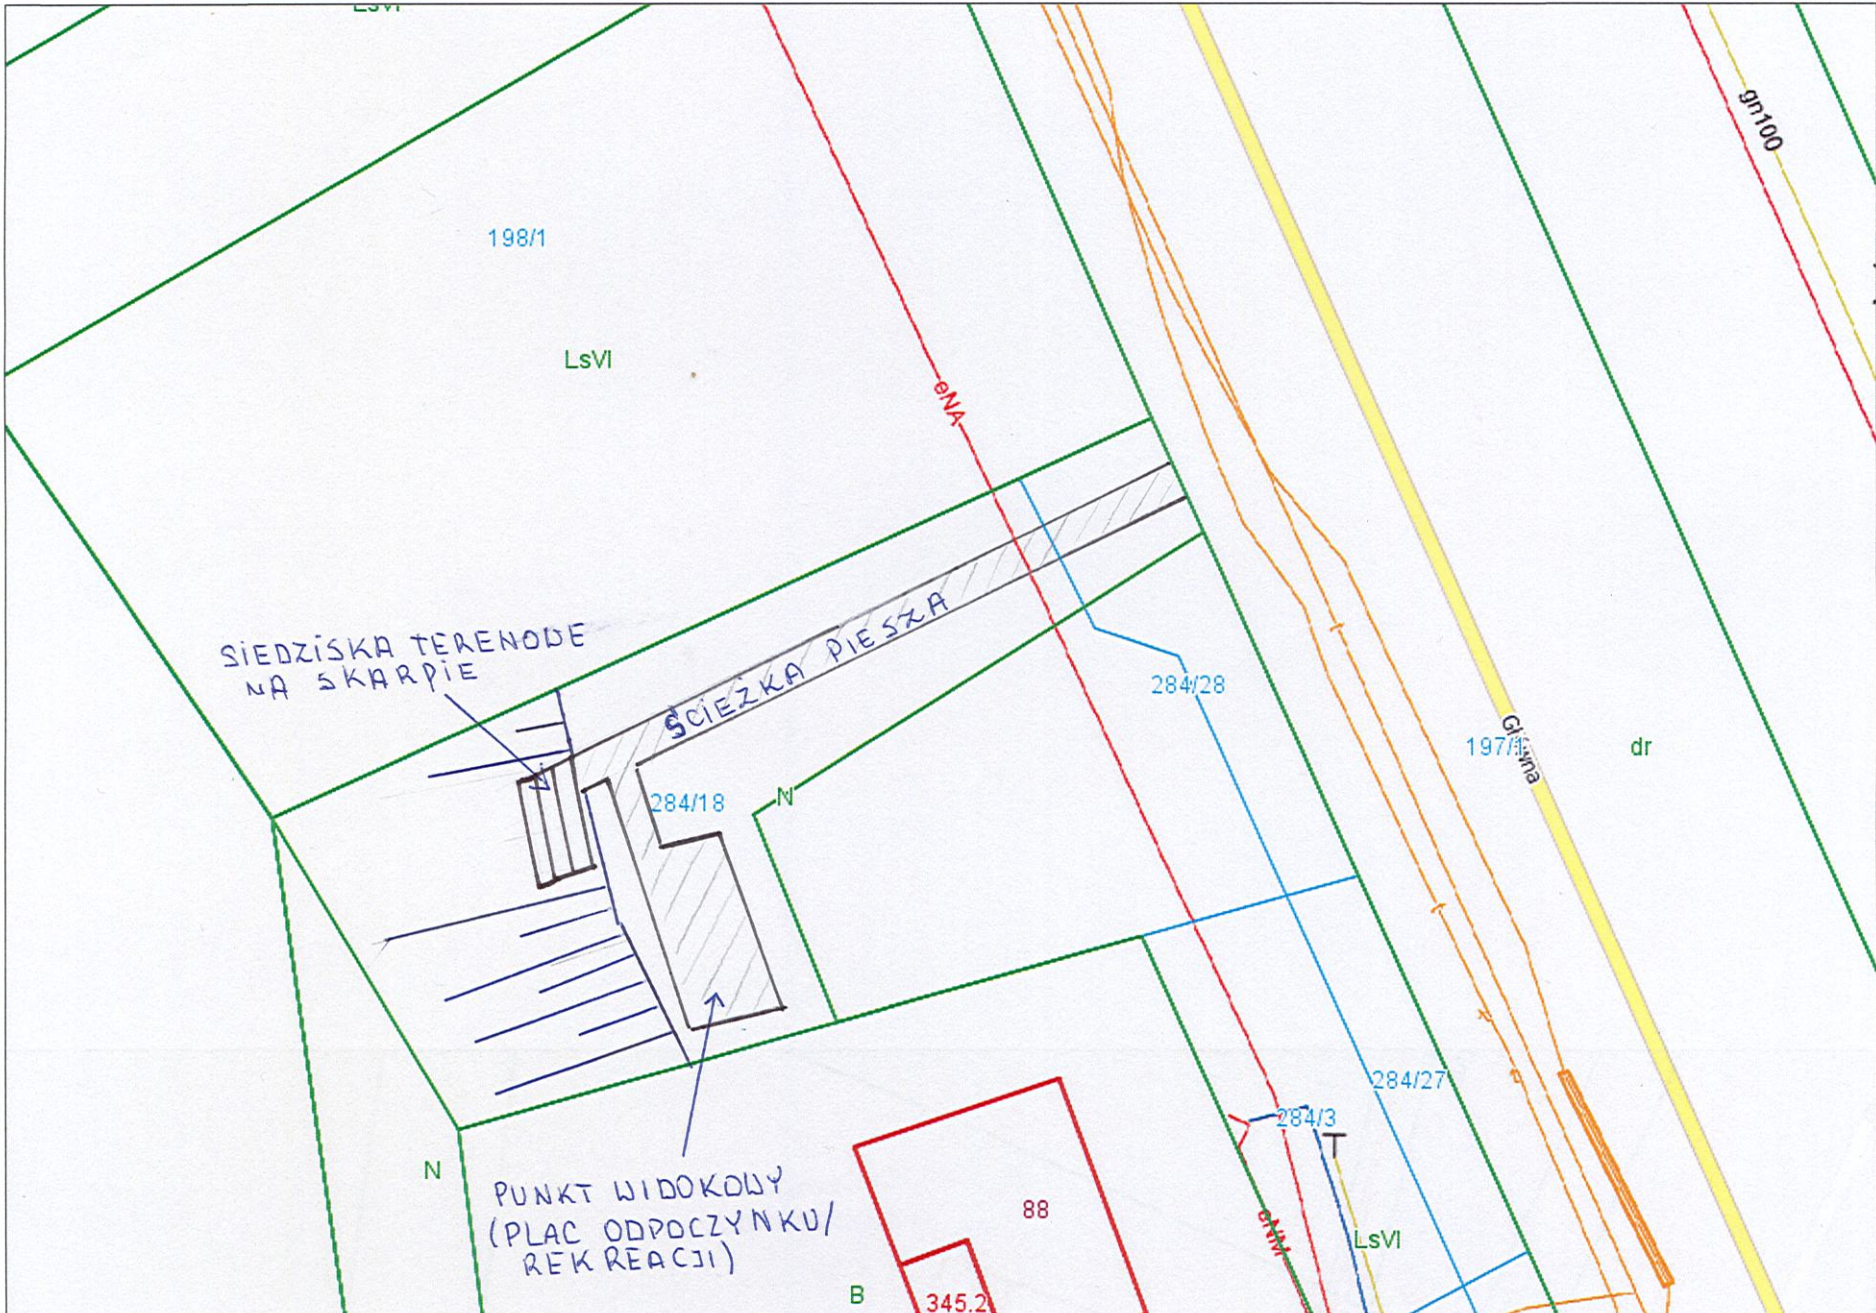 LsVI
gn100
198/1
LsVI
eNA
SIEDZISKA TERENOWE
NA SKARPIE
ŚCIEŻKA PIESZA
284/28
197/1
Główna
dr
284/18
N
284/27
284/3
T
N
PUNKT WIDOKOWY
(PLAC ODPOCZYNKU/
REKREACJI)
88
eNM
LsVI
B
345.2
t
t
t
t